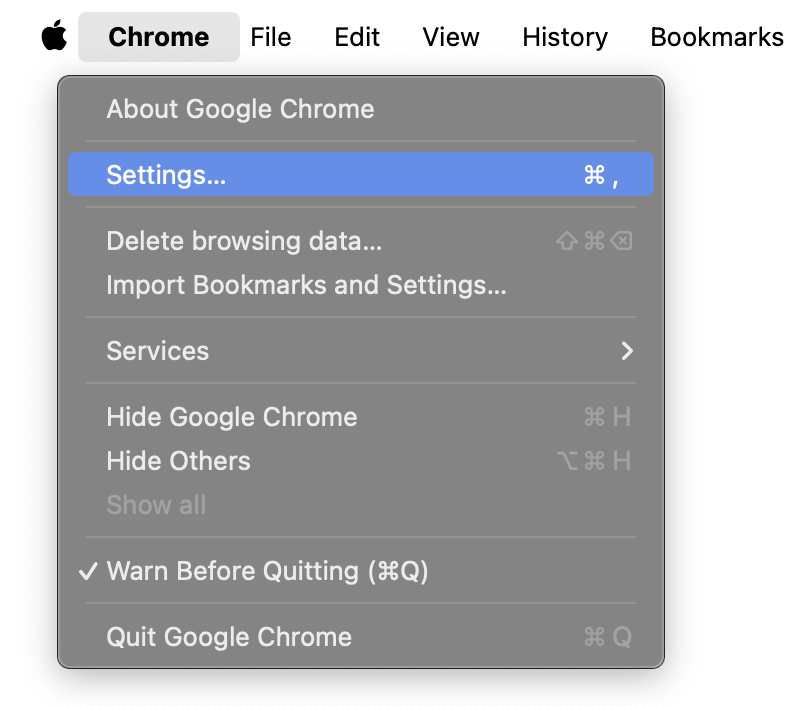 Chrome File Edit View History Bookmarks
About Google Chrome
Settings... ⌘ ,
Delete browsing data... ⇧⌘⌫
Import Bookmarks and Settings...
Services
Hide Google Chrome ⌘ H
Hide Others ⌥⌘ H
Show all
✓ Warn Before Quitting (⌘Q)
Quit Google Chrome ⌘ Q